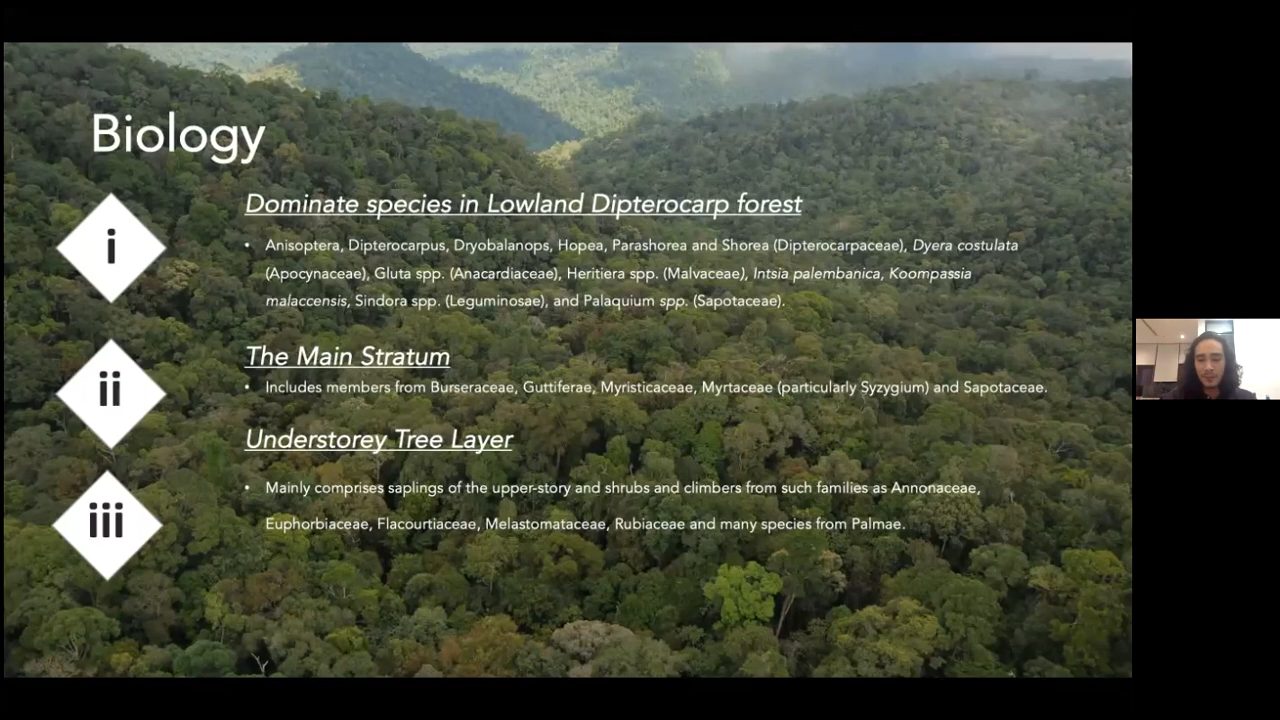 Biology
i
Dominate species in Lowland Dipterocarp forest
• Anisoptera, Dipterocarpus, Dryobalanops, Hopea, Parashorea and Shorea (Dipterocarpaceae), Dyera costulata
(Apocynaceae), Gluta spp. (Anacardiaceae), Heritiera spp. (Malvaceae), Intsia palembanica, Koompassia
malaccensis, Sindora spp. (Leguminosae), and Palaquium spp. (Sapotaceae).
ii
The Main Stratum
• Includes members from Burseraceae, Guttiferae, Myristicaceae, Myrtaceae (particularly Syzygium) and Sapotaceae.
iii
Understorey Tree Layer
• Mainly comprises saplings of the upper-story and shrubs and climbers from such families as Annonaceae,
Euphorbiaceae, Flacourtiaceae, Melastomataceae, Rubiaceae and many species from Palmae.